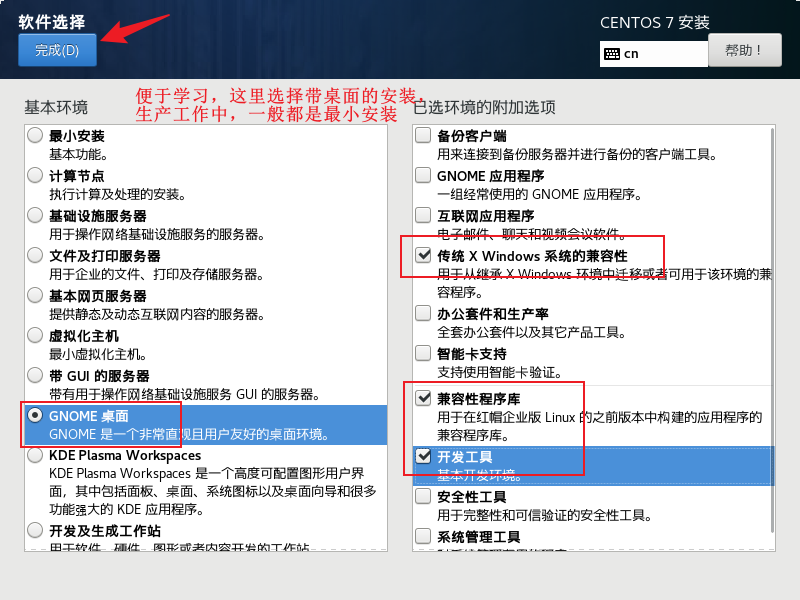 软件选择
完成(D)
CENTOS 7 安装
cn
帮助！
便于学习，这里选择带桌面的安装，
生产工作中，一般都是最小安装
基本环境
最小安装
基本功能。
计算节点
执行计算及处理的安装。
基础设施服务器
用于操作网络基础设施服务的服务器。
文件及打印服务器
用于企业的文件、打印及存储服务器。
基本网页服务器
提供静态及动态互联网内容的服务器。
虚拟化主机
最小虚拟化主机。
带 GUI 的服务器
带有用于操作网络基础设施服务 GUI 的服务器。
GNOME 桌面
GNOME 是一个非常直观且用户友好的桌面环境。
KDE Plasma Workspaces
KDE Plasma Workspaces 是一个高度可配置图形用户界
面，其中包括面板、桌面、系统图标以及桌面向导和很多
功能强大的 KDE 应用程序。
开发及生成工作站
用于软件、硬件、图形或者内容开发的工作站
已选环境的附加选项
备份客户端
用来连接到备份服务器并进行备份的客户端工具。
GNOME 应用程序
一组经常使用的 GNOME 应用程序。
互联网应用程序
电子邮件、聊天和视频会议软件。
传统 X Windows 系统的兼容性
用于从继承 X Windows 环境中迁移或者可用于该环境的兼
容程序。
办公套件和生产率
全套办公套件以及其它产品工具。
智能卡支持
支持使用智能卡验证。
兼容性程序库
用于在红帽企业版 Linux 的之前版本中构建的应用程序的
兼容程序库。
开发工具
基本开发环境。
安全性工具
用于完整性和可信验证的安全性工具。
系统管理工具